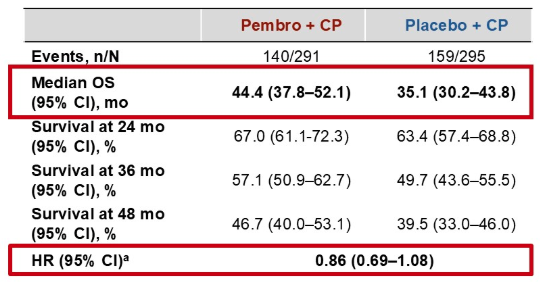 Pembro + CP Placebo + CP
Events, n/N 140/291 159/295
Median OS
(95% CI), mo 44.4 (37.8–52.1) 35.1 (30.2–43.8)
Survival at 24 mo
(95% CI), % 67.0 (61.1-72.3) 63.4 (57.4–68.8)
Survival at 36 mo
(95% CI), % 57.1 (50.9–62.7) 49.7 (43.6–55.5)
Survival at 48 mo
(95% CI), % 46.7 (40.0–53.1) 39.5 (33.0–46.0)
HR (95% CI)ᵃ 0.86 (0.69–1.08)